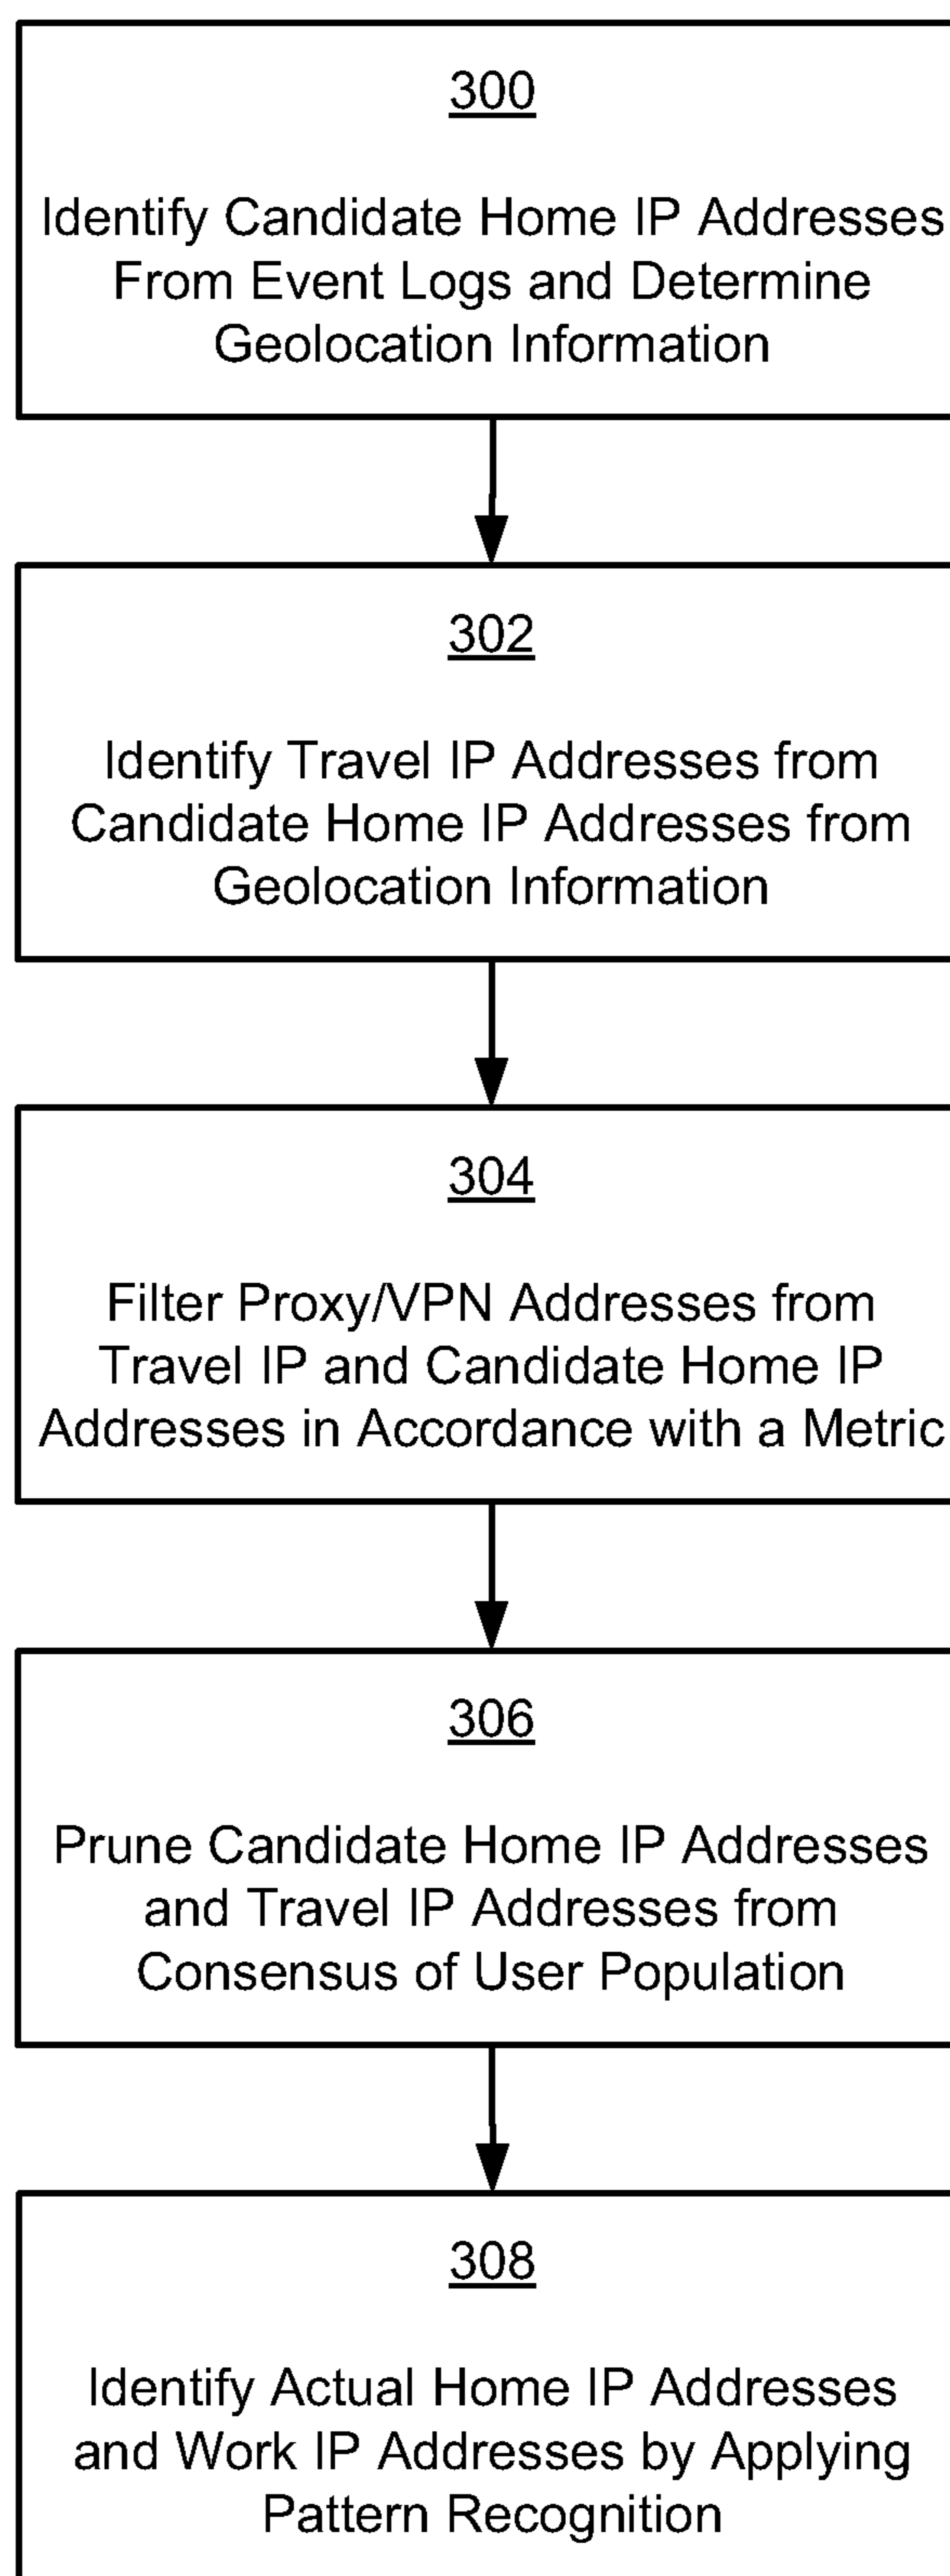 300
Identify Candidate Home IP Addresses
From Event Logs and Determine
Geolocation Information
302
Identify Travel IP Addresses from
Candidate Home IP Addresses from
Geolocation Information
304
Filter Proxy/VPN Addresses from
Travel IP and Candidate Home IP
Addresses in Accordance with a Metric
306
Prune Candidate Home IP Addresses
and Travel IP Addresses from
Consensus of User Population
308
Identify Actual Home IP Addresses
and Work IP Addresses by Applying
Pattern Recognition